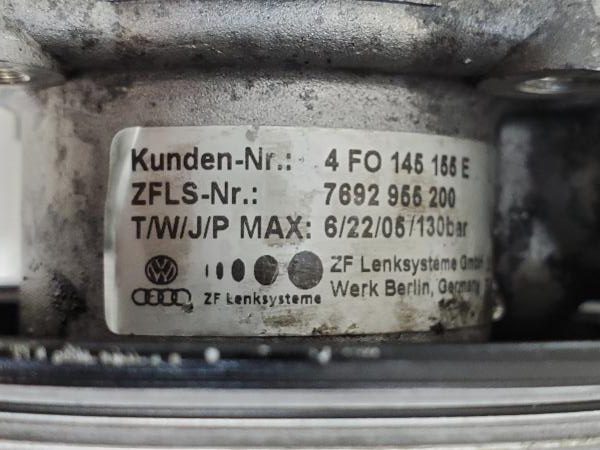 Kunden-Nr.: 4 FO 145 155 E
ZFLS-Nr.: 7692 955 200
T/W/J/P MAX: 6/22/05/130bar
ZF Lenksysteme GmbH
ZF Lenksysteme Werk Berlin, Germany